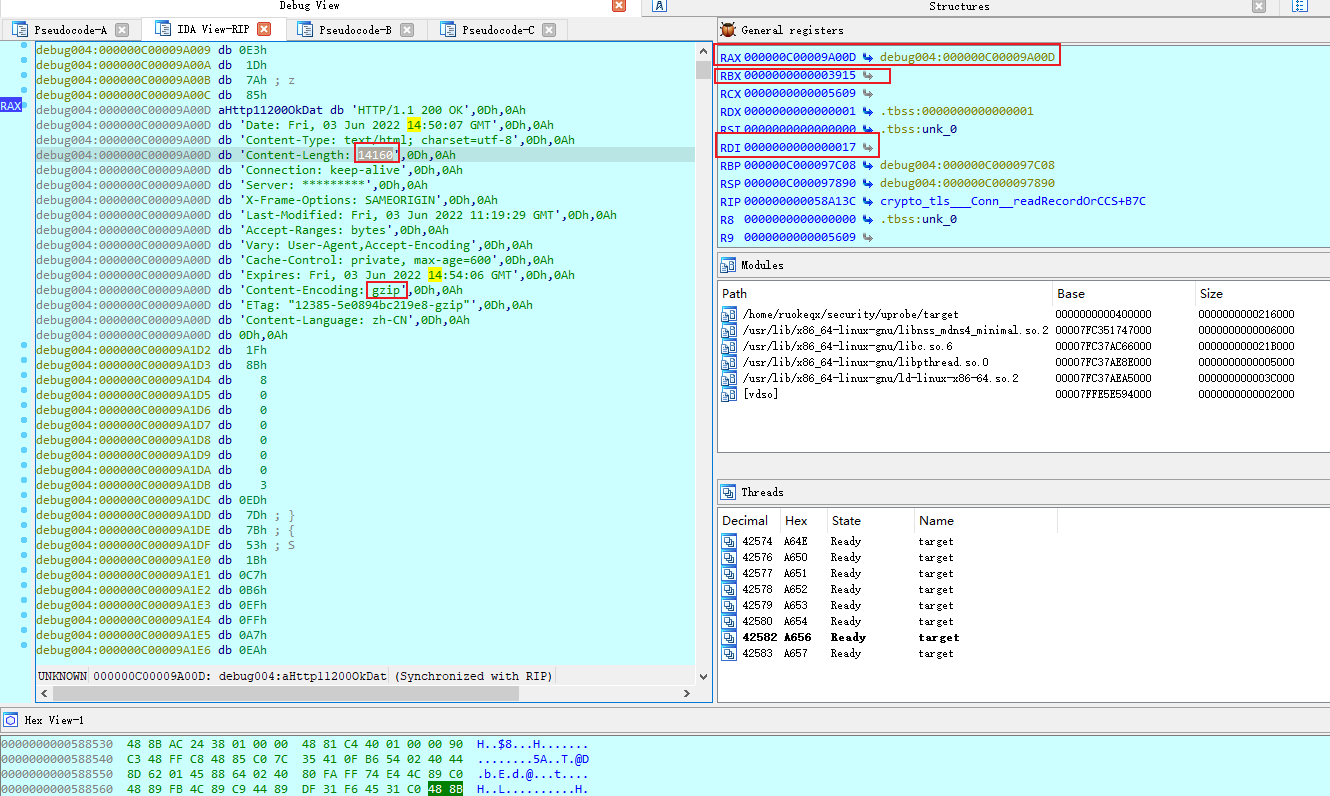 Debug View
Structures
Pseudocode-A
IDA View-RIP
Pseudocode-B
Pseudocode-C
debug004:000000C00009A009 db 0E3h
debug004:000000C00009A00A db 1Dh
debug004:000000C00009A00B db 7Ah ; z
debug004:000000C00009A00C db 85h
RAX
debug004:000000C00009A00D aHttp11200OkDat db 'HTTP/1.1 200 OK',0Dh,0Ah
debug004:000000C00009A00D db 'Date: Fri, 03 Jun 2022 14:50:07 GMT',0Dh,0Ah
debug004:000000C00009A00D db 'Content-Type: text/html; charset=utf-8',0Dh,0Ah
debug004:000000C00009A00D db 'Content-Length: 14160',0Dh,0Ah
debug004:000000C00009A00D db 'Connection: keep-alive',0Dh,0Ah
debug004:000000C00009A00D db 'Server: *********',0Dh,0Ah
debug004:000000C00009A00D db 'X-Frame-Options: SAMEORIGIN',0Dh,0Ah
debug004:000000C00009A00D db 'Last-Modified: Fri, 03 Jun 2022 11:19:29 GMT',0Dh,0Ah
debug004:000000C00009A00D db 'Accept-Ranges: bytes',0Dh,0Ah
debug004:000000C00009A00D db 'Vary: User-Agent,Accept-Encoding',0Dh,0Ah
debug004:000000C00009A00D db 'Cache-Control: private, max-age=600',0Dh,0Ah
debug004:000000C00009A00D db 'Expires: Fri, 03 Jun 2022 14:54:06 GMT',0Dh,0Ah
debug004:000000C00009A00D db 'Content-Encoding: gzip',0Dh,0Ah
debug004:000000C00009A00D db 'ETag: "12385-5e0894bc219e8-gzip"',0Dh,0Ah
debug004:000000C00009A00D db 'Content-Language: zh-CN',0Dh,0Ah
debug004:000000C00009A00D db 0Dh,0Ah
debug004:000000C00009A1D2 db 1Fh
debug004:000000C00009A1D3 db 8Bh
debug004:000000C00009A1D4 db 8
debug004:000000C00009A1D5 db 0
debug004:000000C00009A1D6 db 0
debug004:000000C00009A1D7 db 0
debug004:000000C00009A1D8 db 0
debug004:000000C00009A1D9 db 0
debug004:000000C00009A1DA db 0
debug004:000000C00009A1DB db 3
debug004:000000C00009A1DC db 0EDh
debug004:000000C00009A1DD db 7Dh ; }
debug004:000000C00009A1DE db 7Bh ; {
debug004:000000C00009A1DF db 53h ; S
debug004:000000C00009A1E0 db 1Bh
debug004:000000C00009A1E1 db 0C7h
debug004:000000C00009A1E2 db 0B6h
debug004:000000C00009A1E3 db 0EFh
debug004:000000C00009A1E4 db 0FFh
debug004:000000C00009A1E5 db 0A7h
debug004:000000C00009A1E6 db 0EAh
UNKNOWN 000000C00009A00D: debug004:aHttp11200OkDat (Synchronized with RIP)
General registers
RAX 000000C00009A00D debug004:000000C00009A00D
RBX 0000000000003915
RCX 0000000000005609
RDX 0000000000000001 .tbss:0000000000000001
RSI 0000000000000000 .tbss:unk_0
RDI 0000000000000017
RBP 000000C000097C08 debug004:000000C000097C08
RSP 000000C000097890 debug004:000000C000097890
RIP 000000000058A13C crypto_tls___Conn__readRecordOrCCS+B7C
R8 0000000000000000 .tbss:unk_0
R9 0000000000005609
Modules
Path Base Size
/home/ruokeqx/security/uprobe/target 0000000000400000 0000000000216000
/usr/lib/x86_64-linux-gnu/libnss_mdns4_minimal.so.2 00007FC351747000 0000000000006000
/usr/lib/x86_64-linux-gnu/libc.so.6 00007FC37AC66000 000000000021B000
/usr/lib/x86_64-linux-gnu/libpthread.so.0 00007FC37AE8E000 0000000000005000
/usr/lib/x86_64-linux-gnu/ld-linux-x86-64.so.2 00007FC37AEA5000 000000000003C000
[vdso] 00007FFE5E594000 0000000000002000
Threads
Decimal Hex State Name
42574 A64E Ready target
42576 A650 Ready target
42577 A651 Ready target
42578 A652 Ready target
42579 A653 Ready target
42580 A654 Ready target
42582 A656 Ready target
42583 A657 Ready target
Hex View-1
0000000000588530 48 8B AC 24 38 01 00 00 48 81 C4 40 01 00 00 90 H..$8...H.......
0000000000588540 C3 48 FF C8 48 85 C0 7C 35 41 0F B6 54 02 40 44 ........5A..T.@D
0000000000588550 8D 62 01 45 88 64 02 40 80 FA FF 74 E4 4C 89 C0 .b.E.d.@...t....
0000000000588560 48 89 FB 4C 89 C9 44 89 DF 31 F6 45 31 C0 48 8B H..L..........H.